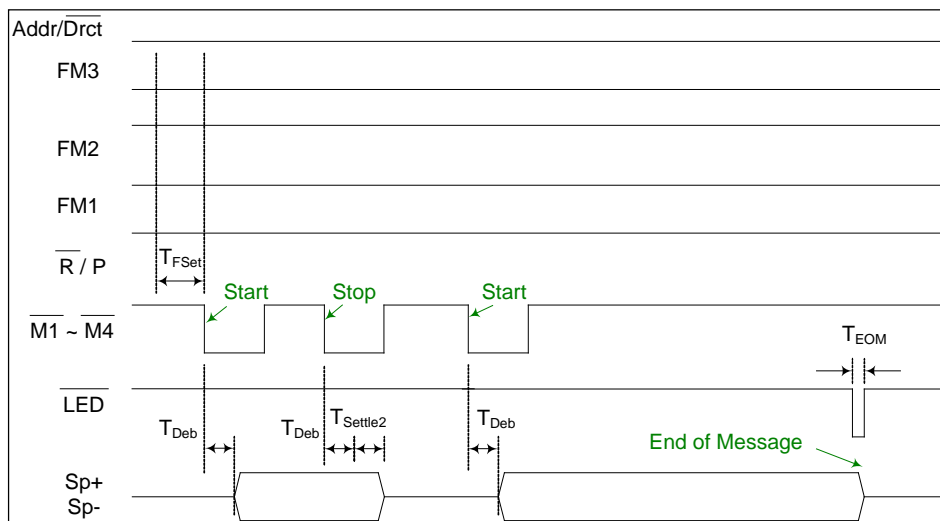 Addr/Drct
FM3
FM2
FM1
R / P
TFSet
Start Stop Start
M1 ~ M4
TEOM
LED
TDeb TDeb TSettle2 TDeb
End of Message
Sp+
Sp-